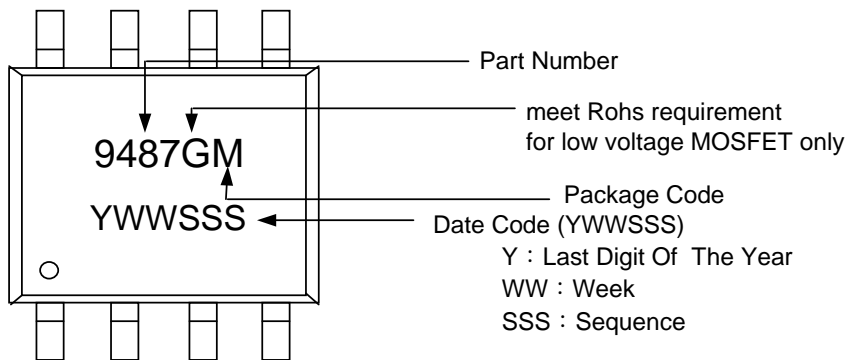 Part Number
meet Rohs requirement
for low voltage MOSFET only
9487GM
Package Code
YWWSSS
Date Code (YWWSSS)
Y：Last Digit Of The Year
WW：Week
SSS：Sequence